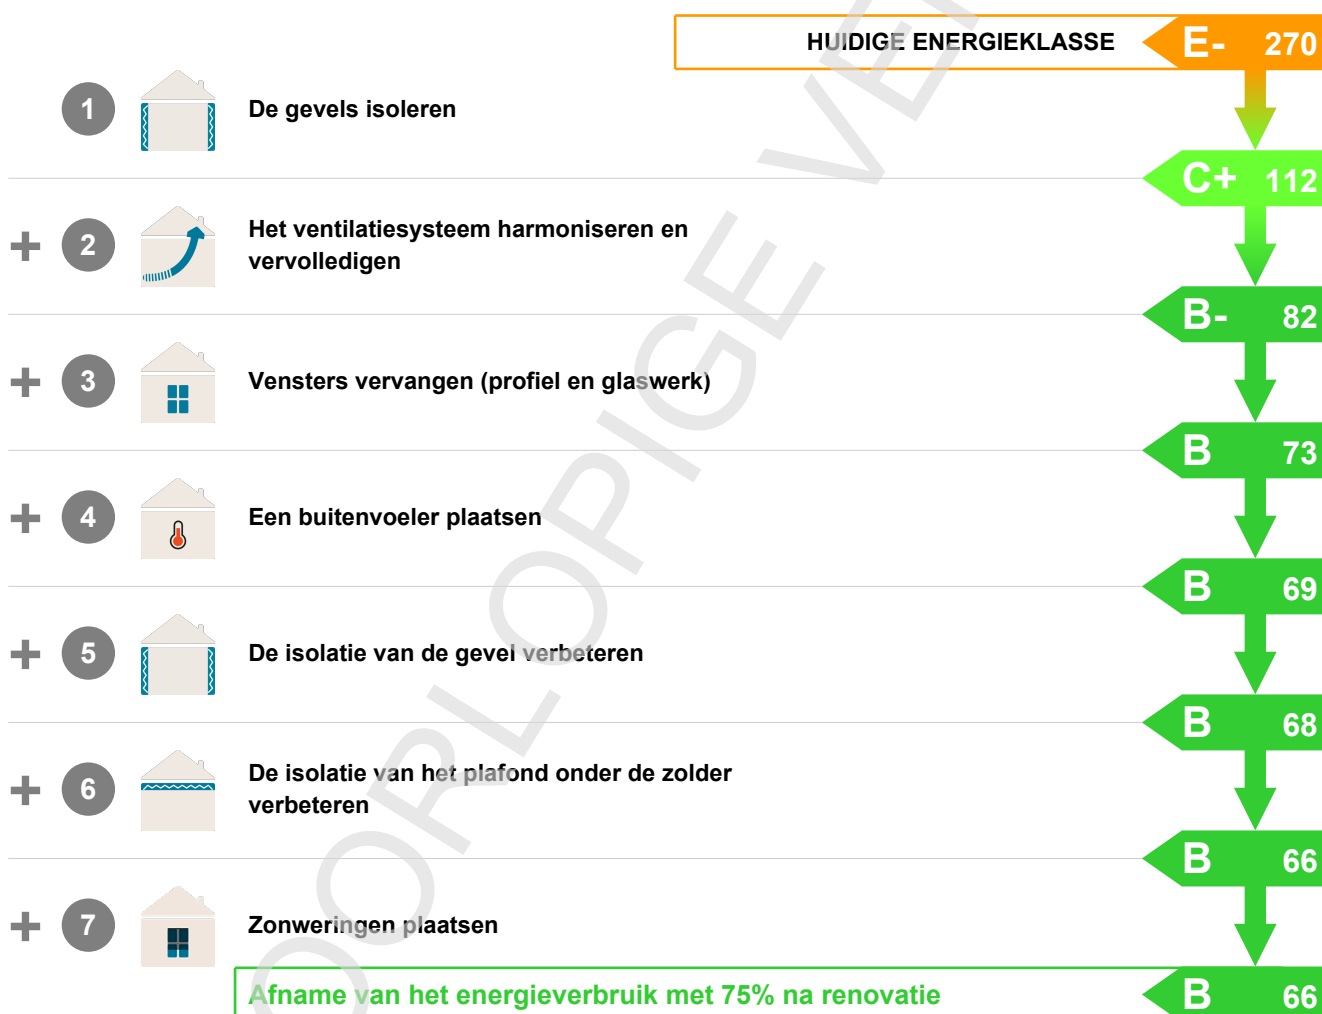 HUIDIGE ENERGIEKLASSE E- 270
1 De gevels isoleren
C+ 112
+ 2 Het ventilatiesysteem harmoniseren en
vervolledigen
B- 82
+ 3 Vensters vervangen (profiel en glaswerk)
B 73
+ 4 Een buitenvoeler plaatsen
B 69
+ 5 De isolatie van de gevel verbeteren
B 68
+ 6 De isolatie van het plafond onder de zolder
verbeteren
B 66
+ 7 Zonweringen plaatsen
Afname van het energieverbruik met 75% na renovatie B 66